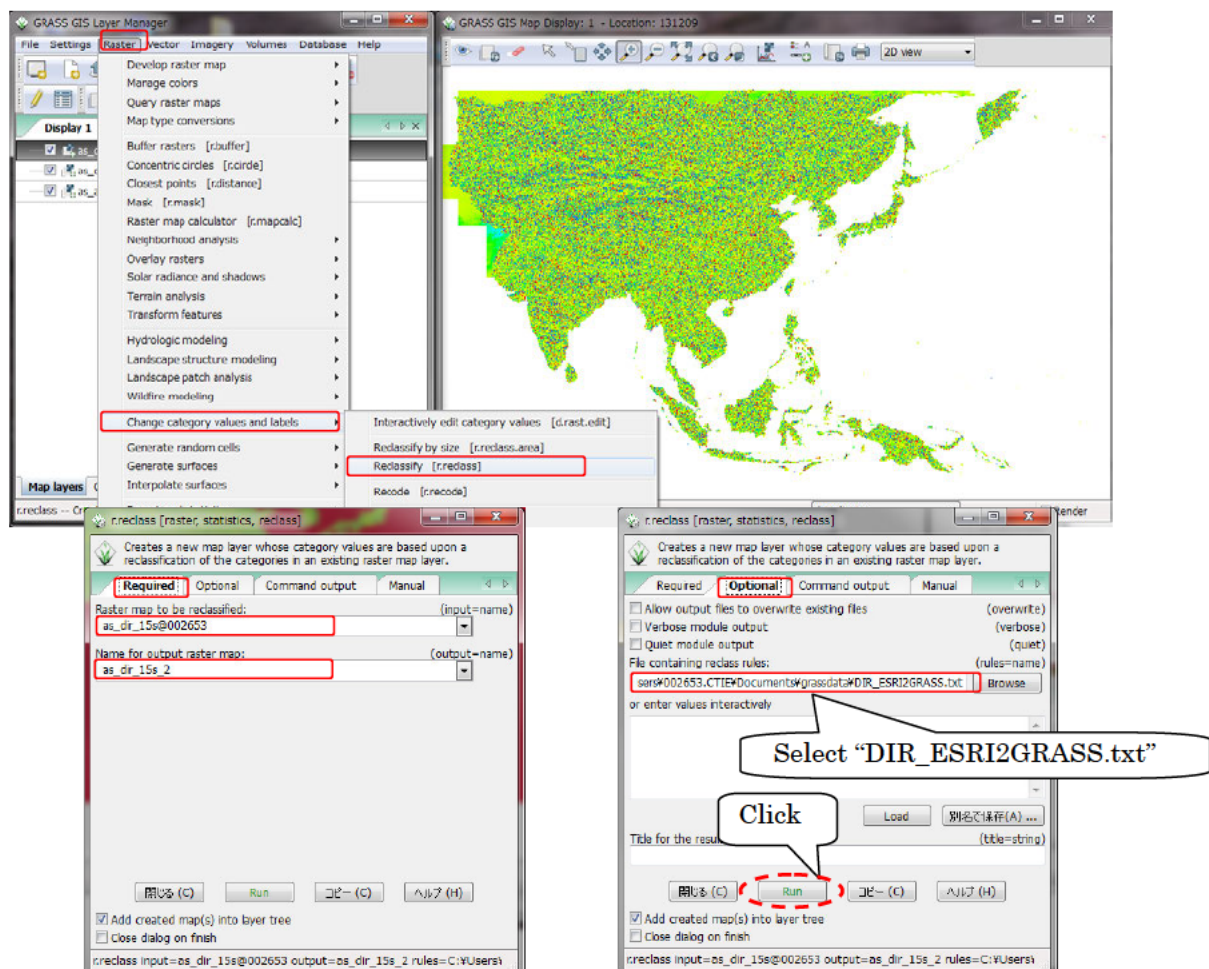 GRASS GIS Layer Manager
File Settings Raster Vector Imagery Volumes Database Help
Develop raster map
Manage colors
Query raster maps
Map type conversions
Display 1
Buffer rasters [r.buffer]
Concentric circles [r.circle]
Closest points [r.distance]
Mask [r.mask]
Raster map calculator [r.mapcalc]
Neighborhood analysis
Overlay rasters
Solar radiance and shadows
Terrain analysis
Transform features
Hydrologic modeling
Landscape structure modeling
Landscape patch analysis
Wildfire modeling
Change category values and labels
Generate random cells
Generate surfaces
Interpolate surfaces
Map layers
Interactively edit category values [d.rast.edit]
Reclassify by size [r.reclass.area]
Reclassify [r.reclass]
Recode [r.recode]
GRASS GIS Map Display: 1 - Location: 131209
2D view
r.reclass [raster, statistics, reclass]
Creates a new map layer whose category values are based upon a
reclassification of the categories in an existing raster map layer.
Required Optional Command output Manual
Raster map to be reclassified: (input=name)
as_dir_15s@002653
Name for output raster map: (output=name)
as_dir_15s_2
閉じる (C) Run コピー (C) ヘルプ (H)
Add created map(s) into layer tree
Close dialog on finish
r.reclass input=as_dir_15s@002653 output=as_dir_15s_2 rules=C:¥Users¥
r.reclass [raster, statistics, reclass]
Creates a new map layer whose category values are based upon a
reclassification of the categories in an existing raster map layer.
Required Optional Command output Manual
Allow output files to overwrite existing files (overwrite)
Verbose module output (verbose)
Quiet module output (quiet)
File containing reclass rules: (rules=name)
sers¥002653.CTIE¥Documents¥grassdata¥DIR_ESRI2GRASS.txt Browse
or enter values interactively
Select “DIR_ESRI2GRASS.txt”
Click
Load 別名で保存(A) ...
Title for the (title=string)
閉じる (C) Run コピー (C) ヘルプ (H)
Add created map(s) into layer tree
Close dialog on finish
r.reclass input=as_dir_15s@002653 output=as_dir_15s_2 rules=C:¥Users¥